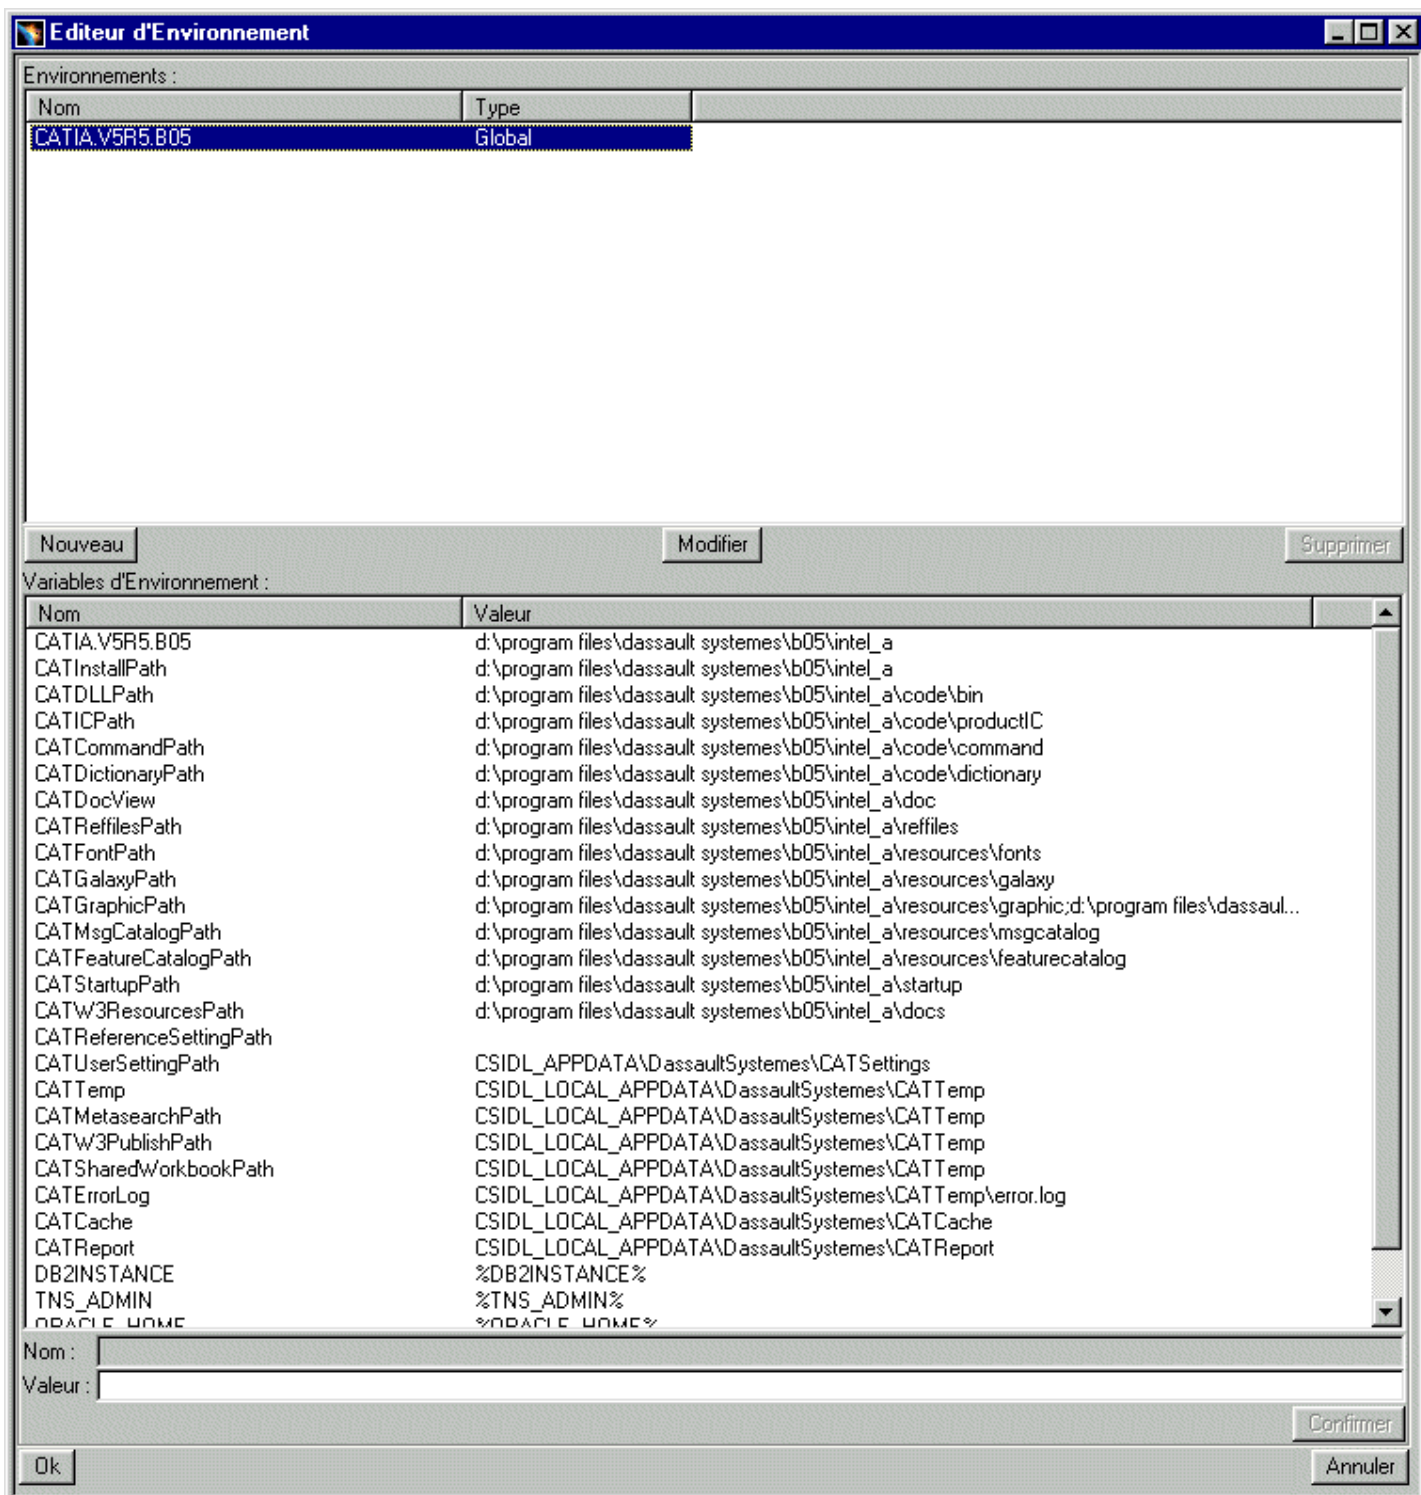 Editeur d'Environnement
Environnements :
Nom Type
CATIA.V5R5.B05 Global
Nouveau Modifier Supprimer
Variables d'Environnement :
Nom Valeur
CATIA.V5R5.B05 d:\program files\dassault systemes\b05\intel_a
CATInstallPath d:\program files\dassault systemes\b05\intel_a
CATDLLPath d:\program files\dassault systemes\b05\intel_a\code\bin
CATICPath d:\program files\dassault systemes\b05\intel_a\code\productIC
CATCommandPath d:\program files\dassault systemes\b05\intel_a\code\command
CATDictionaryPath d:\program files\dassault systemes\b05\intel_a\code\dictionary
CATDocView d:\program files\dassault systemes\b05\intel_a\doc
CATReffilesPath d:\program files\dassault systemes\b05\intel_a\reffiles
CATFontPath d:\program files\dassault systemes\b05\intel_a\resources\fonts
CATGalaxyPath d:\program files\dassault systemes\b05\intel_a\resources\galaxy
CATGraphicPath d:\program files\dassault systemes\b05\intel_a\resources\graphic;d:\program files\dassaul...
CATMsgCatalogPath d:\program files\dassault systemes\b05\intel_a\resources\msgcatalog
CATFeatureCatalogPath d:\program files\dassault systemes\b05\intel_a\resources\featurecatalog
CATStartupPath d:\program files\dassault systemes\b05\intel_a\startup
CATW3ResourcesPath d:\program files\dassault systemes\b05\intel_a\docs
CATReferenceSettingPath
CATUserSettingPath CSIDL_APPDATA\DassaultSystemes\CATSettings
CATTemp CSIDL_LOCAL_APPDATA\DassaultSystemes\CATTemp
CATMetasearchPath CSIDL_LOCAL_APPDATA\DassaultSystemes\CATTemp
CATW3PublishPath CSIDL_LOCAL_APPDATA\DassaultSystemes\CATTemp
CATSharedWorkbookPath CSIDL_LOCAL_APPDATA\DassaultSystemes\CATTemp
CATErrorLog CSIDL_LOCAL_APPDATA\DassaultSystemes\CATTemp\error.log
CATCache CSIDL_LOCAL_APPDATA\DassaultSystemes\CATCache
CATReport CSIDL_LOCAL_APPDATA\DassaultSystemes\CATReport
DB2INSTANCE %DB2INSTANCE%
TNS_ADMIN %TNS_ADMIN%
ORACLE_HOME %ORACLE_HOME%
Nom :
Valeur :
Confirmer
Ok Annuler